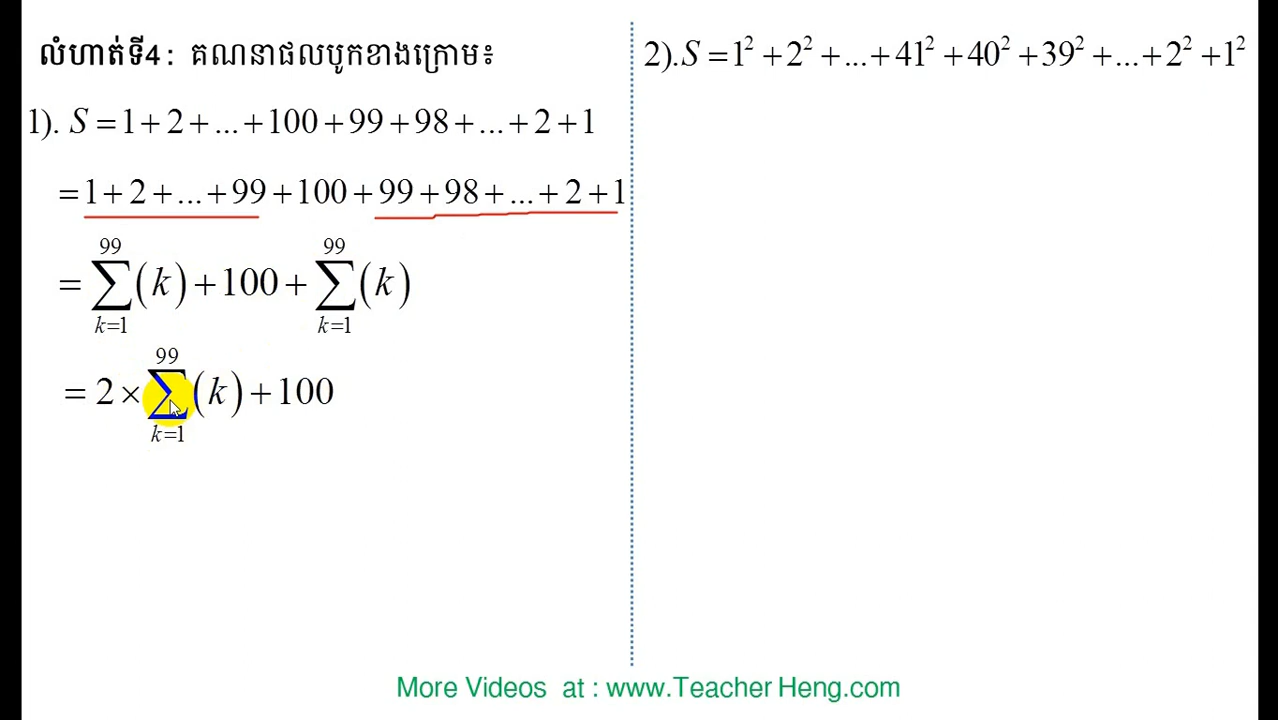 លំហាត់ទី4 : គណនាផលបូកខាងក្រោម៖
1). S = 1 + 2 + ... + 100 + 99 + 98 + ... + 2 + 1
= 1 + 2 + ... + 99 + 100 + 99 + 98 + ... + 2 + 1
= ∑_{k=1}^{99} (k) + 100 + ∑_{k=1}^{99} (k)
= 2 × ∑_{k=1}^{99} (k) + 100
2). S = 1² + 2² + ... + 41² + 40² + 39² + ... + 2² + 1²
More Videos at : www.Teacher Heng.com